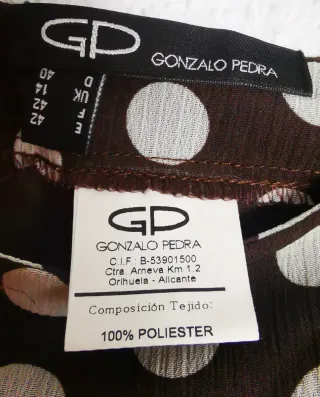 GP
GONZALO PEDRA
E 42
F 42
UK 14
D 40
GP
GONZALO PEDRA
C.I.F.: B-53901500
Ctra. Arneva Km 1.2
Orihuela - Alicante
Composición Tejido:
100% POLIESTER